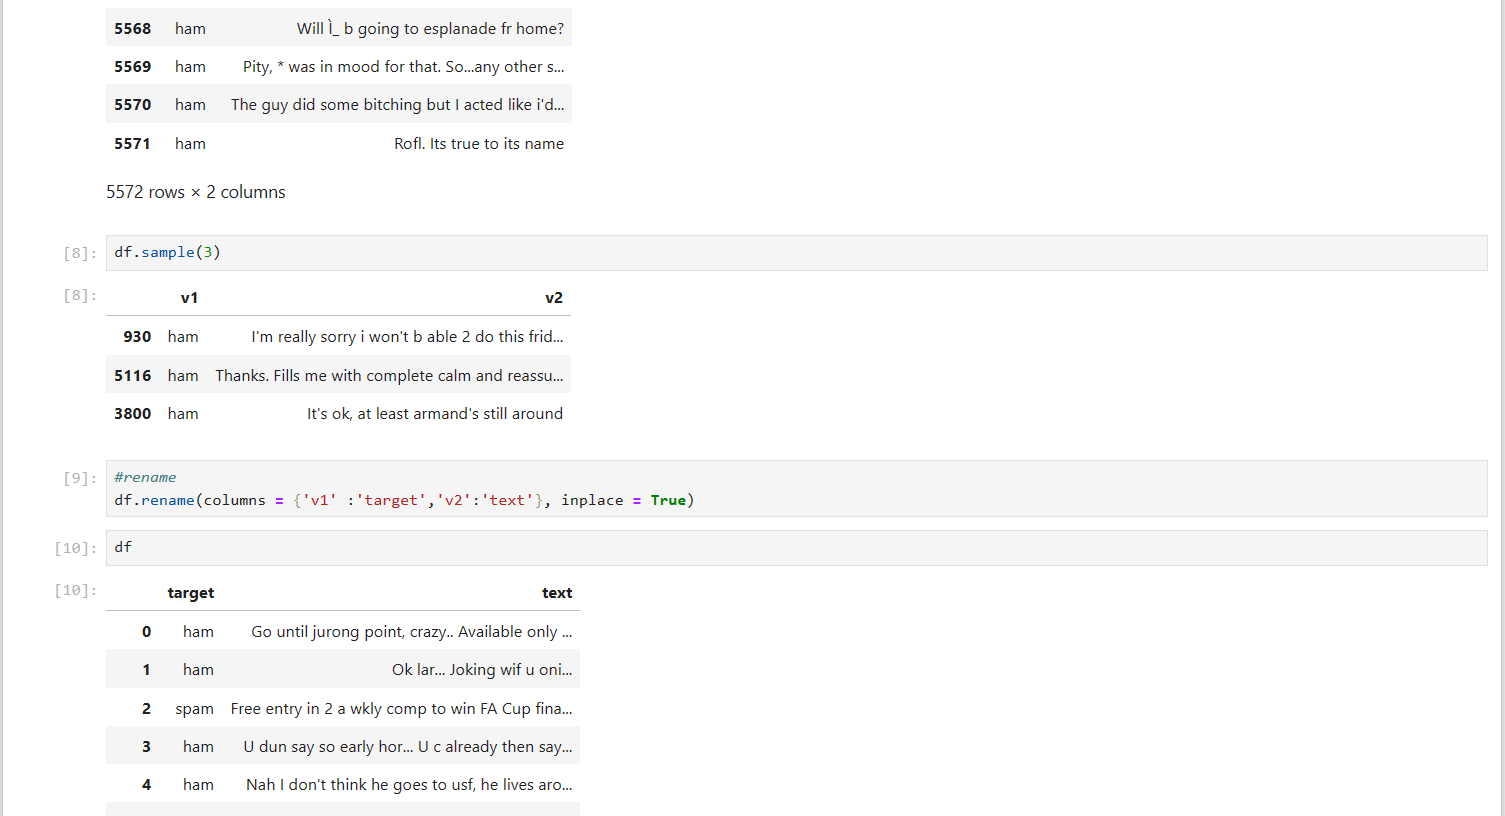 5568 ham Will Ì_ b going to esplanade fr home?
5569 ham Pity, * was in mood for that. So...any other s...
5570 ham The guy did some bitching but I acted like i'd...
5571 ham Rofl. Its true to its name
5572 rows × 2 columns
[8]: df.sample(3)
[8]: v1 v2
930 ham I'm really sorry i won't b able 2 do this frid...
5116 ham Thanks. Fills me with complete calm and reassu...
3800 ham It's ok, at least armand's still around
[9]: #rename
df.rename(columns = {'v1' :'target','v2':'text'}, inplace = True)
[10]: df
[10]: target text
0 ham Go until jurong point, crazy.. Available only ...
1 ham Ok lar... Joking wif u oni...
2 spam Free entry in 2 a wkly comp to win FA Cup fina...
3 ham U dun say so early hor... U c already then say...
4 ham Nah I don't think he goes to usf, he lives aro...